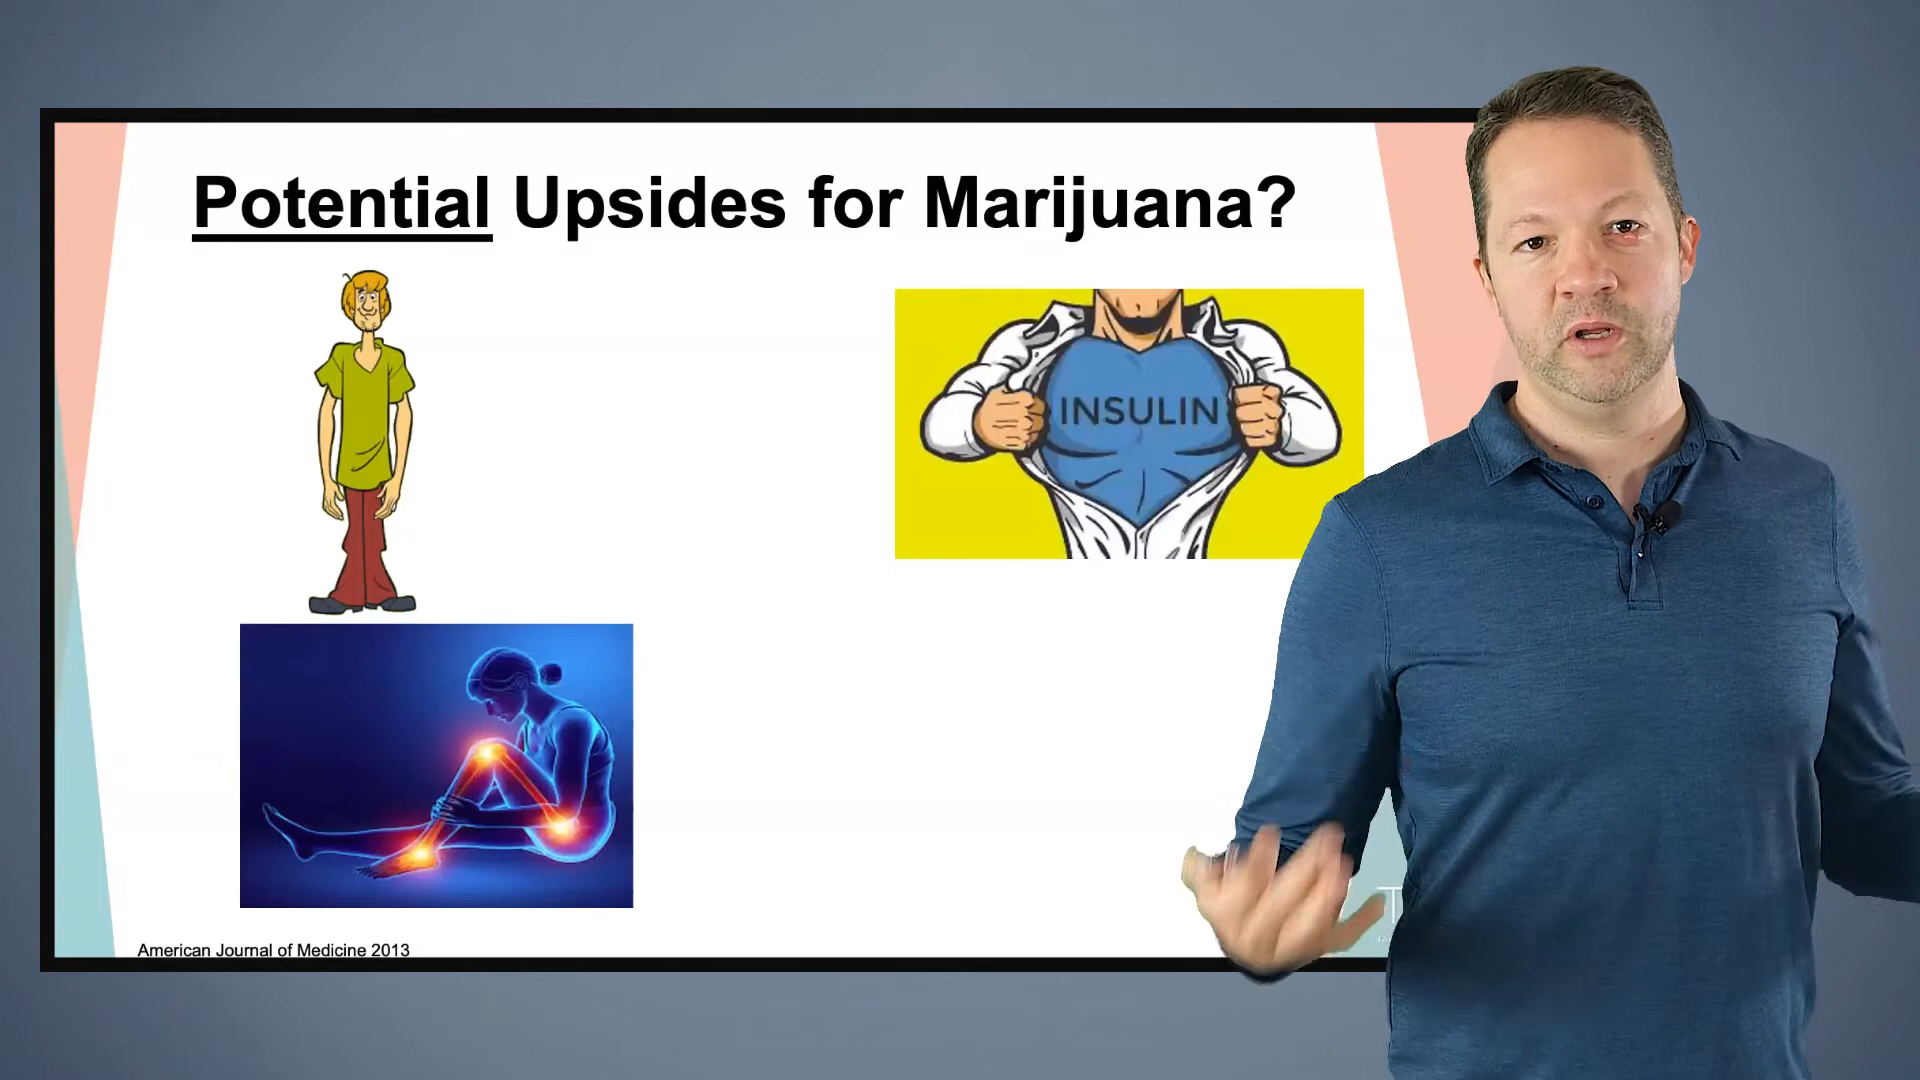 Potential Upsides for Marijuana?
INSULIN
American Journal of Medicine 2013